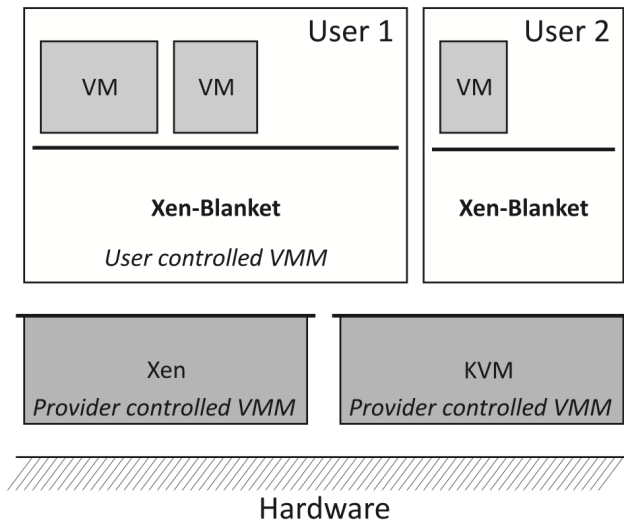 User 1
User 2
VM
VM
VM
Xen-Blanket
Xen-Blanket
User controlled VMM
Xen
KVM
Provider controlled VMM
Provider controlled VMM
Hardware